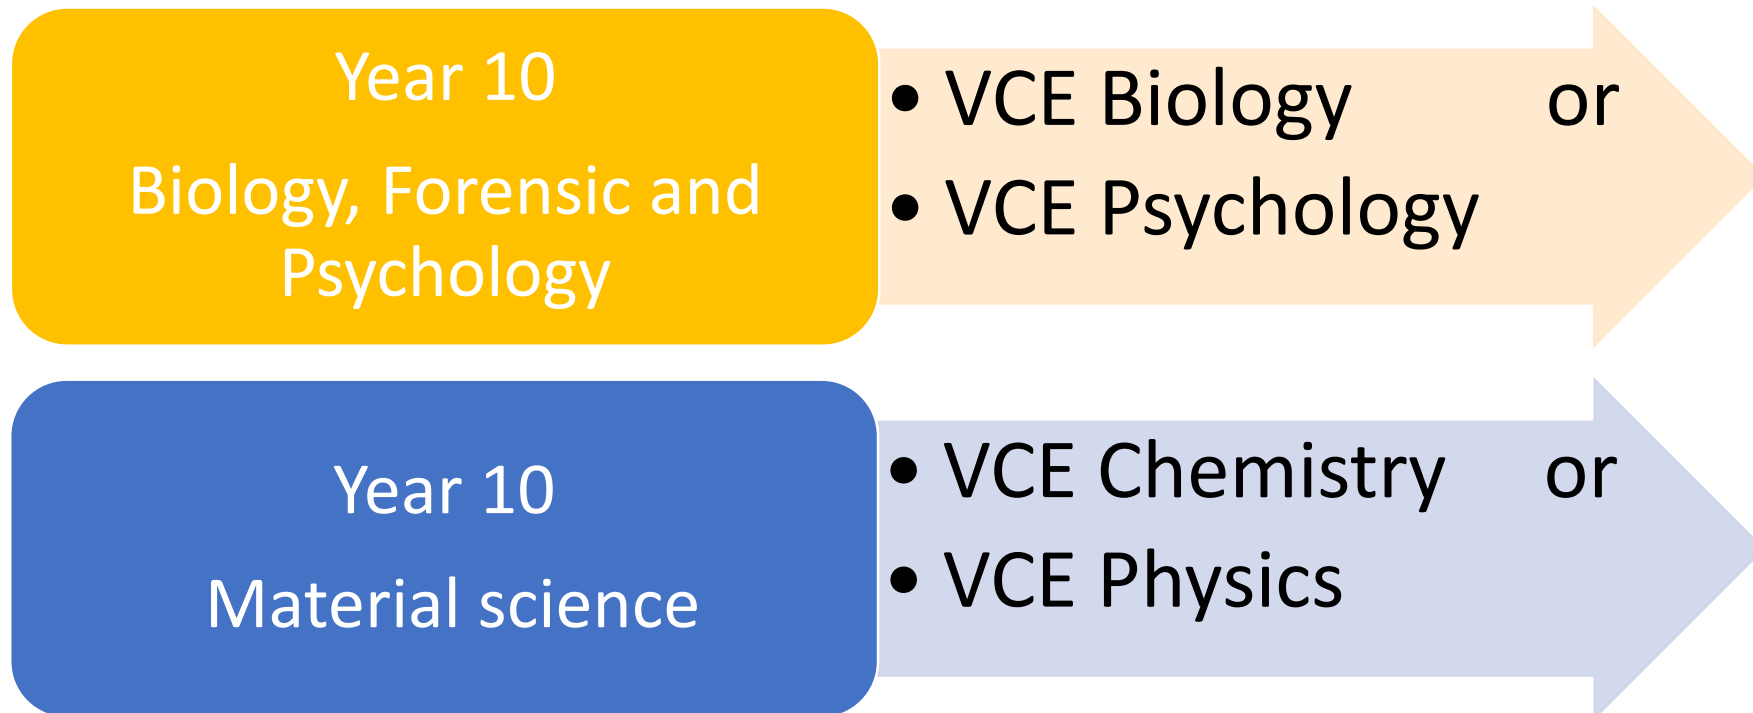 Year 10
Biology, Forensic and
Psychology
• VCE Biology or
• VCE Psychology
Year 10
Material science
• VCE Chemistry or
• VCE Physics